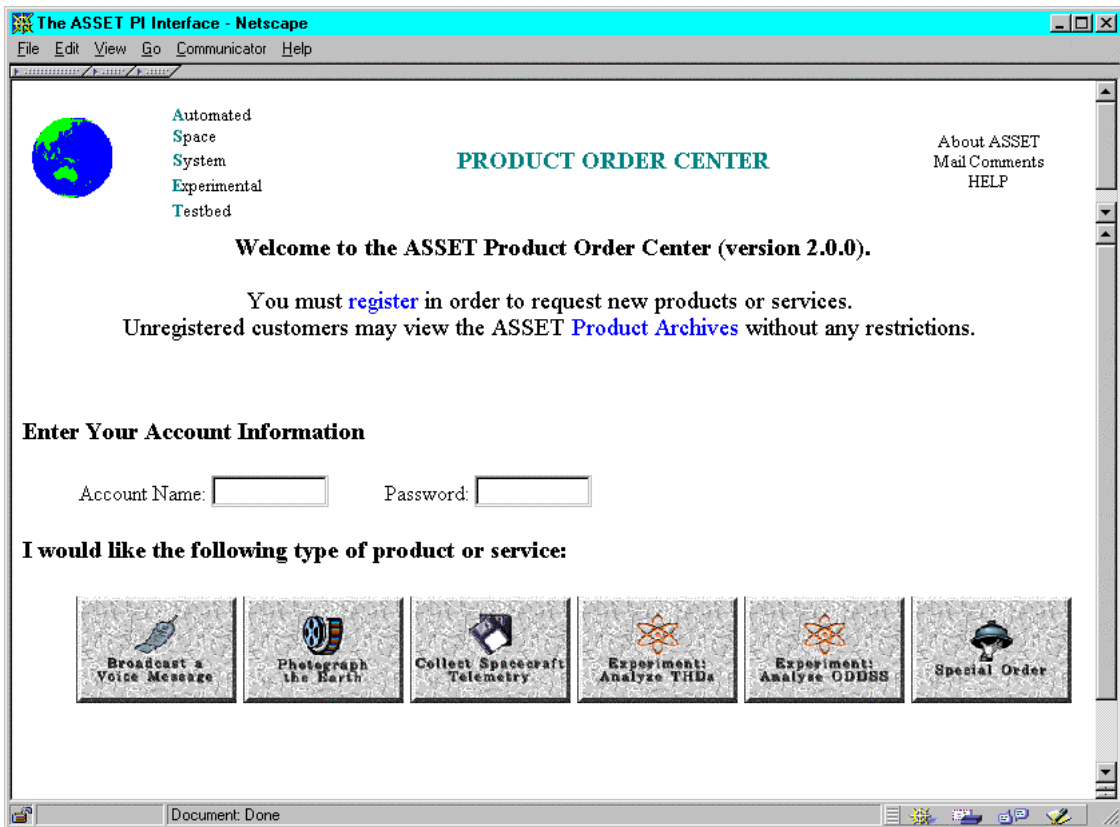 The ASSET PI Interface - Netscape
File Edit View Go Communicator Help
Automated
Space
System
Experimental
Testbed
PRODUCT ORDER CENTER
About ASSET
Mail Comments
HELP
Welcome to the ASSET Product Order Center (version 2.0.0).
You must register in order to request new products or services.
Unregistered customers may view the ASSET Product Archives without any restrictions.
Enter Your Account Information
Account Name: Password:
I would like the following type of product or service:
Broadcast a
Voice Message
Photograph
the Earth
Collect Spacecraft
Telemetry
Experiment:
Analyze THDs
Experiment:
Analyse ODDSS
Special Order
Document: Done